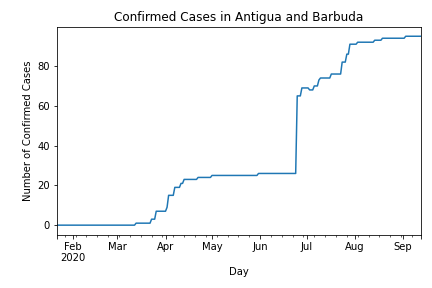 Confirmed Cases in Antigua and Barbuda
Number of Confirmed Cases
80
60
40
20
0
Feb Mar Apr May Jun Jul Aug Sep
2020
Day